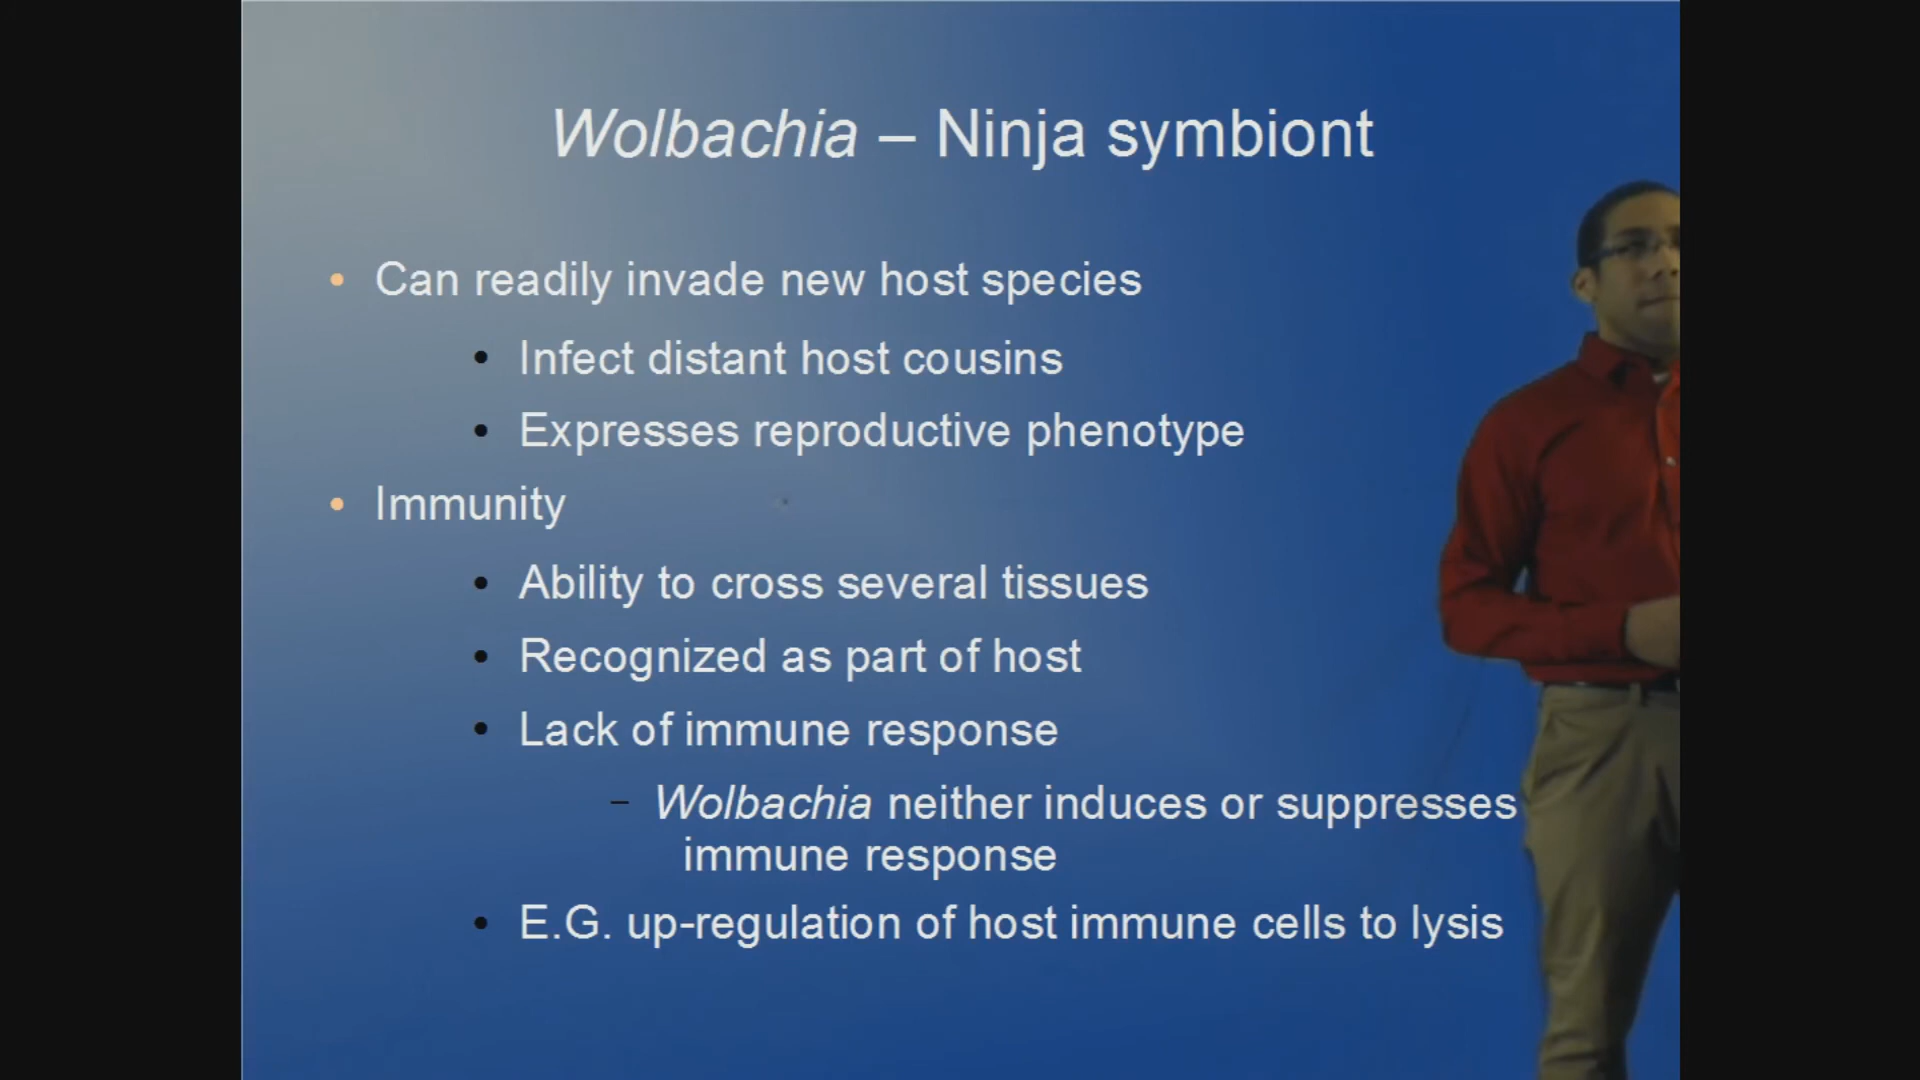 Wolbachia – Ninja symbiont
• Can readily invade new host species
• Infect distant host cousins
• Expresses reproductive phenotype
• Immunity
• Ability to cross several tissues
• Recognized as part of host
• Lack of immune response
– Wolbachia neither induces or suppresses
immune response
• E.G. up-regulation of host immune cells to lysis